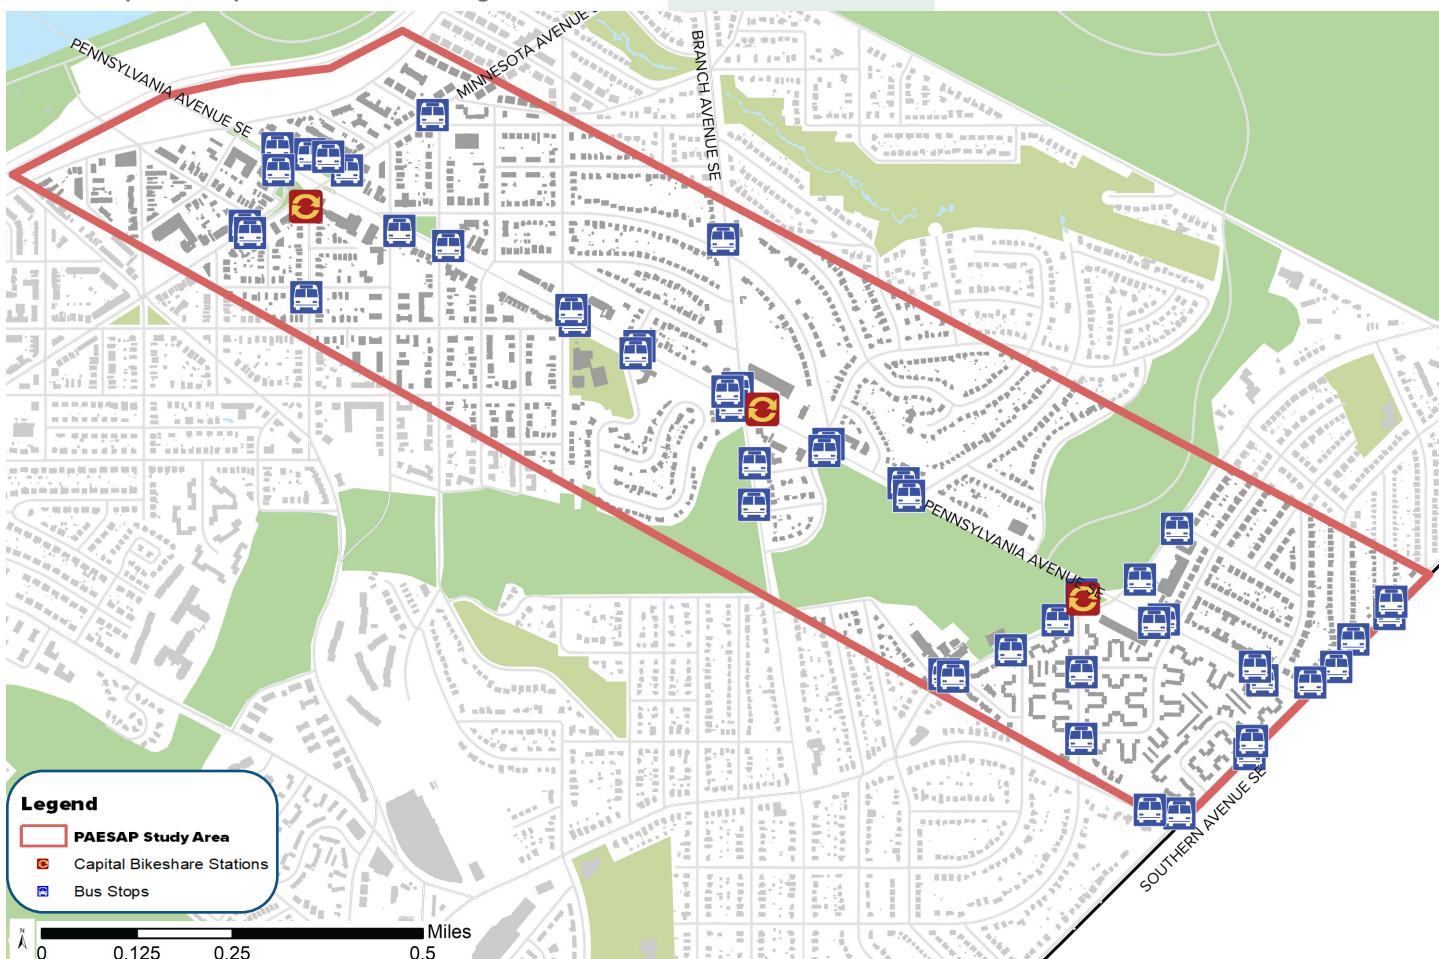 PENNSYLVANIA AVENUE SE
MINNESOTA AVENUE
BRANCH AVENUE SE
PENNSYLVANIA AVENUE SE
SOUTHERN AVENUE SE
Legend
PAESAP Study Area
Capital Bikeshare Stations
Bus Stops
N
Miles
0 0.125 0.25 0.5